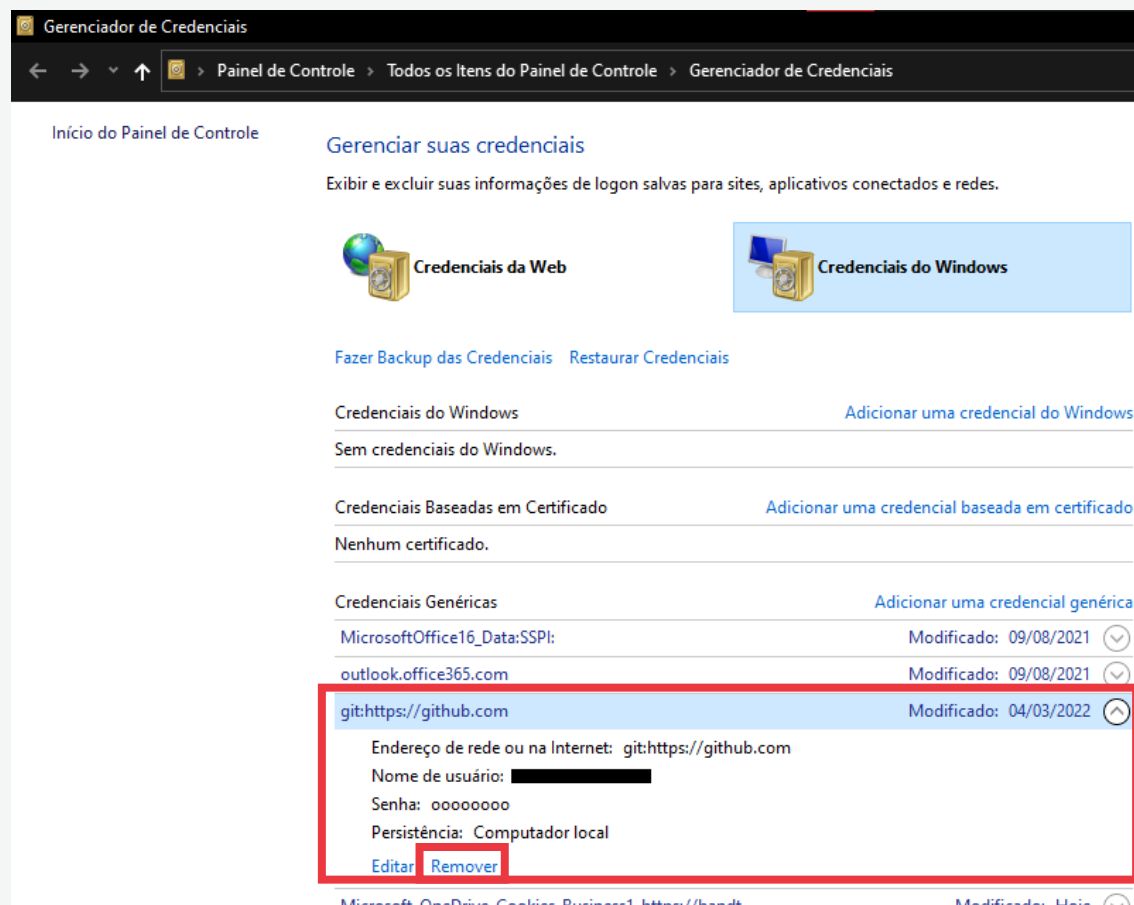 Gerenciador de Credenciais
Painel de Controle > Todos os Itens do Painel de Controle > Gerenciador de Credenciais
Início do Painel de Controle
Gerenciar suas credenciais
Exibir e excluir suas informações de logon salvas para sites, aplicativos conectados e redes.
Credenciais da Web
Credenciais do Windows
Fazer Backup das Credenciais Restaurar Credenciais
Credenciais do Windows Adicionar uma credencial do Windows
Sem credenciais do Windows.
Credenciais Baseadas em Certificado Adicionar uma credencial baseada em certificado
Nenhum certificado.
Credenciais Genéricas Adicionar uma credencial genérica
MicrosoftOffice16_Data:SSPI: Modificado: 09/08/2021
outlook.office365.com Modificado: 09/08/2021
git:https://github.com Modificado: 04/03/2022
Endereço de rede ou na Internet: git:https://github.com
Nome de usuário:
Senha: oooooooo
Persistência: Computador local
Editar Remover
Microsoft_OneDrive_Cookies_Business1_https://bandt... Modificado: Hoje